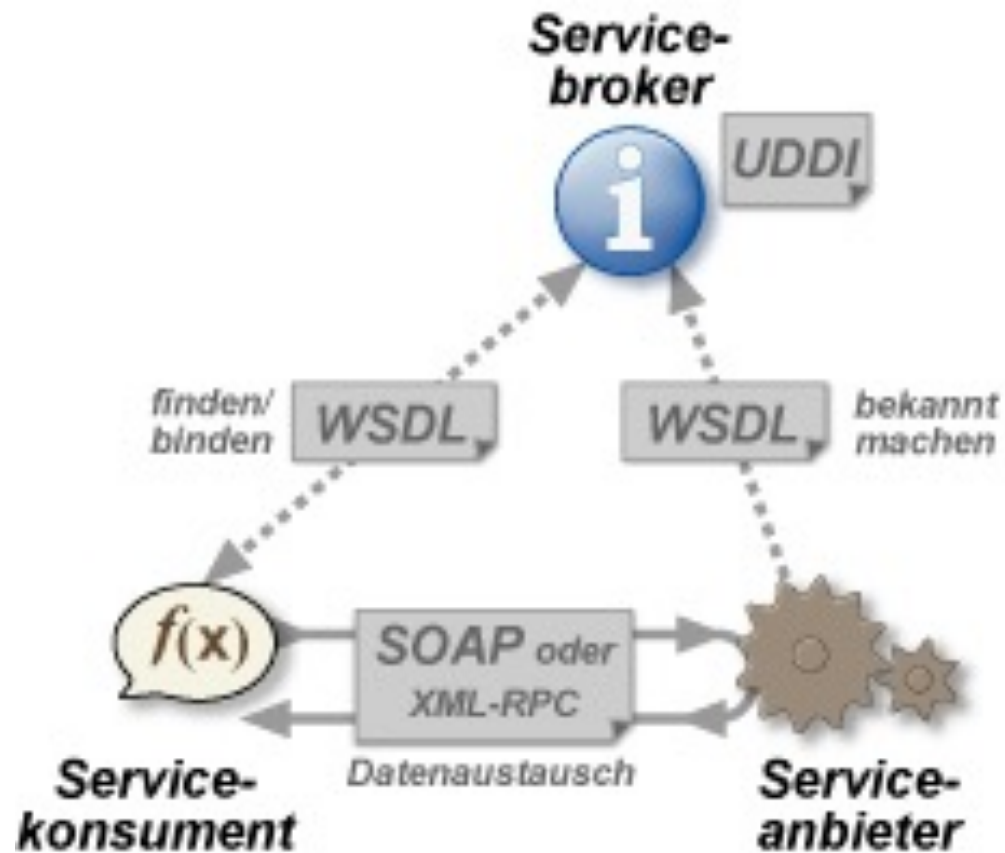 Service-
broker
UDDI
finden/
binden
WSDL
WSDL
bekannt
machen
f(x)
SOAP oder
XML-RPC
Datenaustausch
Service-
konsument
Service-
anbieter